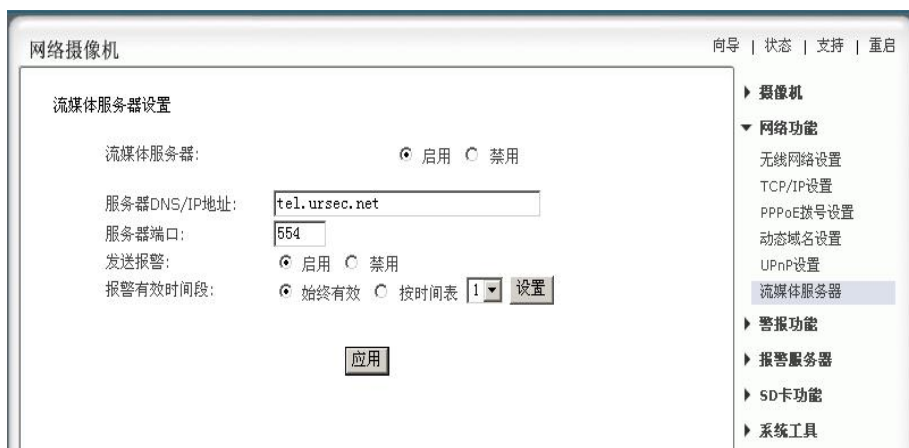 网络摄像机
向导 | 状态 | 支持 | 重启
流媒体服务器设置
流媒体服务器: 启用 禁用
服务器DNS/IP地址: tel.ursec.net
服务器端口: 554
发送报警: 启用 禁用
报警有效时间段: 始终有效 按时间表 1 设置
应用
摄像机
网络功能
无线网络设置
TCP/IP设置
PPPoE拨号设置
动态域名设置
UPnP设置
流媒体服务器
警报功能
报警服务器
SD卡功能
系统工具